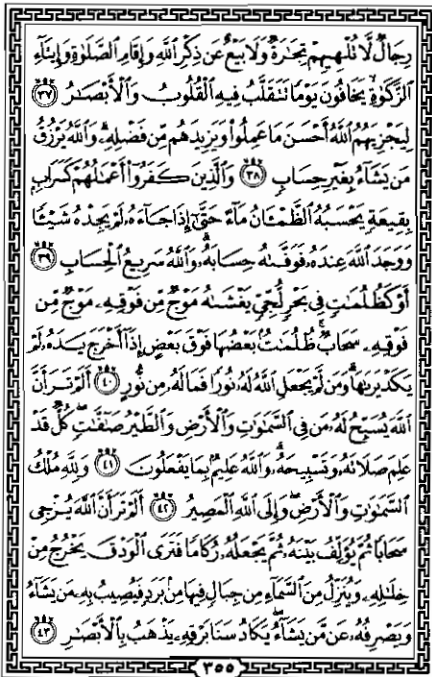 رِجَالٌ لَّا تُلْهِيهِمْ تِجَٰرَةٌ وَلَا بَيْعٌ عَن ذِكْرِ ٱللَّهِ وَإِقَامِ ٱلصَّلَوٰةِ وَإِيتَآءِ
ٱلزَّكَوٰةِ يَخَافُونَ يَوْمًا تَتَقَلَّبُ فِيهِ ٱلْقُلُوبُ وَٱلْأَبْصَٰرُ ٣٧
لِيَجْزِيَهُمُ ٱللَّهُ أَحْسَنَ مَا عَمِلُوا۟ وَيَزِيدَهُم مِّن فَضْلِهِۦ وَٱللَّهُ يَرْزُقُ
مَن يَشَآءُ بِغَيْرِ حِسَابٍ ٣٨ وَٱلَّذِينَ كَفَرُوٓا۟ أَعْمَٰلُهُمْ كَسَرَابٍۭ
بِقِيعَةٍ يَحْسَبُهُ ٱلظَّمْـَٔانُ مَآءً حَتَّىٰٓ إِذَا جَآءَهُۥ لَمْ يَجِدْهُ شَيْـًٔا
وَوَجَدَ ٱللَّهَ عِندَهُۥ فَوَفَّىٰهُ حِسَابَهُۥ وَٱللَّهُ سَرِيعُ ٱلْحِسَابِ ٣٩
أَوْ كَظُلُمَٰتٍ فِى بَحْرٍ لُّجِّىٍّ يَغْشَىٰهُ مَوْجٌ مِّن فَوْقِهِۦ مَوْجٌ مِّن
فَوْقِهِۦ سَحَابٌ ظُلُمَٰتٌۢ بَعْضُهَا فَوْقَ بَعْضٍ إِذَآ أَخْرَجَ يَدَهُۥ لَمْ
يَكَدْ يَرَىٰهَا وَمَن لَّمْ يَجْعَلِ ٱللَّهُ لَهُۥ نُورًا فَمَا لَهُۥ مِن نُّورٍ ٤٠ أَلَمْ تَرَ أَنَّ
ٱللَّهَ يُسَبِّحُ لَهُۥ مَن فِى ٱلسَّمَٰوَٰتِ وَٱلْأَرْضِ وَٱلطَّيْرُ صَٰٓفَّٰتٍ كُلٌّ قَدْ
عَلِمَ صَلَاتَهُۥ وَتَسْبِيحَهُۥ وَٱللَّهُ عَلِيمٌۢ بِمَا يَفْعَلُونَ ٤١ وَلِلَّهِ مُلْكُ
ٱلسَّمَٰوَٰتِ وَٱلْأَرْضِ وَإِلَى ٱللَّهِ ٱلْمَصِيرُ ٤٢ أَلَمْ تَرَ أَنَّ ٱللَّهَ يُزْجِى
سَحَابًا ثُمَّ يُؤَلِّفُ بَيْنَهُۥ ثُمَّ يَجْعَلُهُۥ رُكَامًا فَتَرَى ٱلْوَدْقَ يَخْرُجُ مِنْ
خِلَٰلِهِۦ وَيُنَزِّلُ مِنَ ٱلسَّمَآءِ مِن جِبَالٍ فِيهَا مِنۢ بَرَدٍ فَيُصِيبُ بِهِۦ مَن يَشَآءُ
وَيَصْرِفُهُۥ عَن مَّن يَشَآءُ يَكَادُ سَنَا بَرْقِهِۦ يَذْهَبُ بِٱلْأَبْصَٰرِ ٤٣
٣٥٥